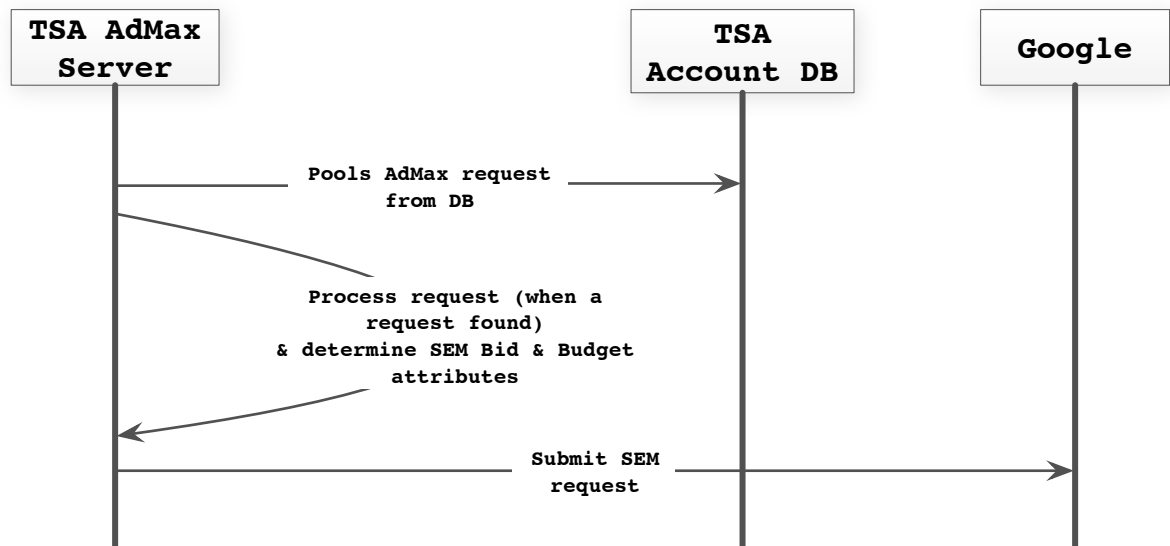 TSA AdMax
Server
TSA
Account DB
Google
Pools AdMax request
from DB
Process request (when a
request found)
& determine SEM Bid & Budget
attributes
Submit SEM
request